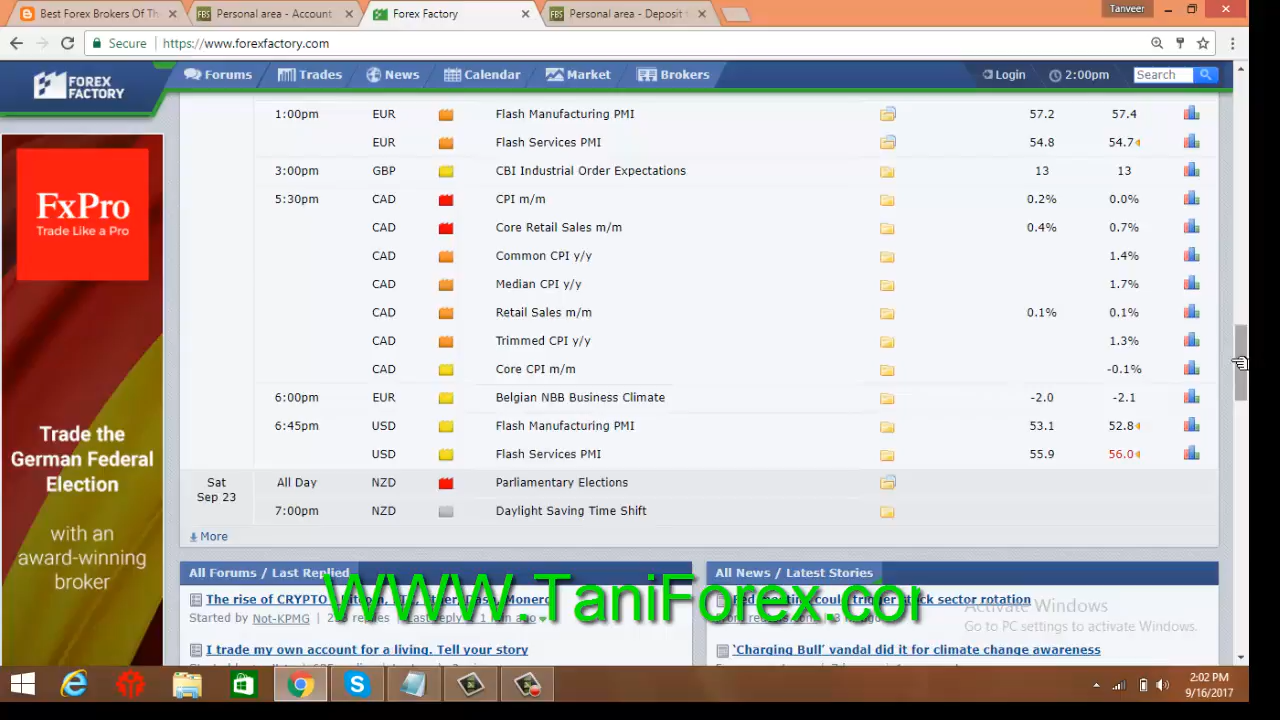 Best Forex Brokers Of Th
Personal area - Account
Forex Factory
Personal area - Deposit
Tanveer
Secure
https://www.forexfactory.com
FOREX
FACTORY
Forums
Trades
News
Calendar
Market
Brokers
Login
2:00pm
Search
1:00pm EUR Flash Manufacturing PMI 57.2 57.4
EUR Flash Services PMI 54.8 54.7
3:00pm GBP CBI Industrial Order Expectations 13 13
5:30pm CAD CPI m/m 0.2% 0.0%
CAD Core Retail Sales m/m 0.4% 0.7%
CAD Common CPI y/y 1.4%
CAD Median CPI y/y 1.7%
CAD Retail Sales m/m 0.1% 0.1%
CAD Trimmed CPI y/y 1.3%
CAD Core CPI m/m -0.1%
6:00pm EUR Belgian NBB Business Climate -2.0 -2.1
6:45pm USD Flash Manufacturing PMI 53.1 52.8
USD Flash Services PMI 55.9 56.0
Sat
Sep 23
All Day NZD Parliamentary Elections
7:00pm NZD Daylight Saving Time Shift
More
FxPro
Trade Like a Pro
Trade the
German Federal
Election
with an
award-winning
broker
All Forums / Last Replied
All News / Latest Stories
The rise of CRYPTO
Started by Not-KPMG
Last reply
1 min ago
stock sector rotation
WWW.TaniForex.co
I trade my own account for a living. Tell your story
'Charging Bull' vandal did it for climate change awareness
Activate Windows
Go to PC settings to activate Windows.
2:02 PM
9/16/2017